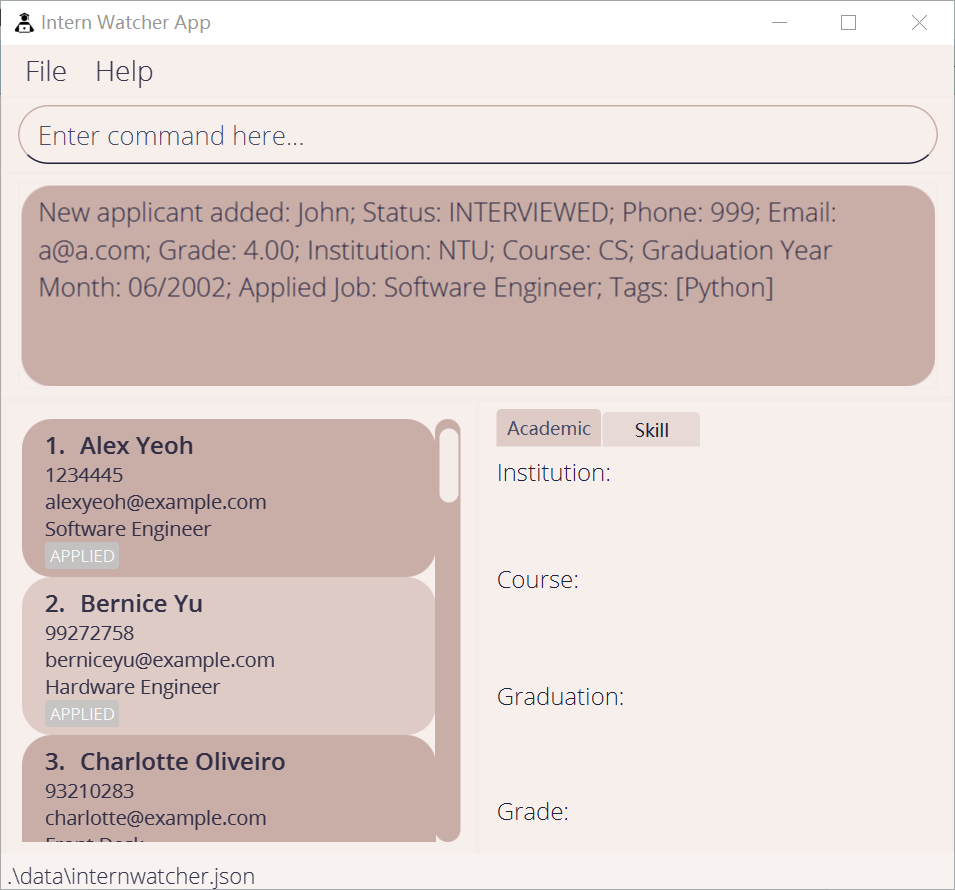 Intern Watcher App
File Help
Enter command here...
New applicant added: John; Status: INTERVIEWED; Phone: 999; Email:
a@a.com; Grade: 4.00; Institution: NTU; Course: CS; Graduation Year
Month: 06/2002; Applied Job: Software Engineer; Tags: [Python]
1. Alex Yeoh
1234445
alexyeoh@example.com
Software Engineer
APPLIED
2. Bernice Yu
99272758
berniceyu@example.com
Hardware Engineer
APPLIED
3. Charlotte Oliveiro
93210283
charlotte@example.com
Academic Skill
Institution:
Course:
Graduation:
Grade:
.\data\internwatcher.json